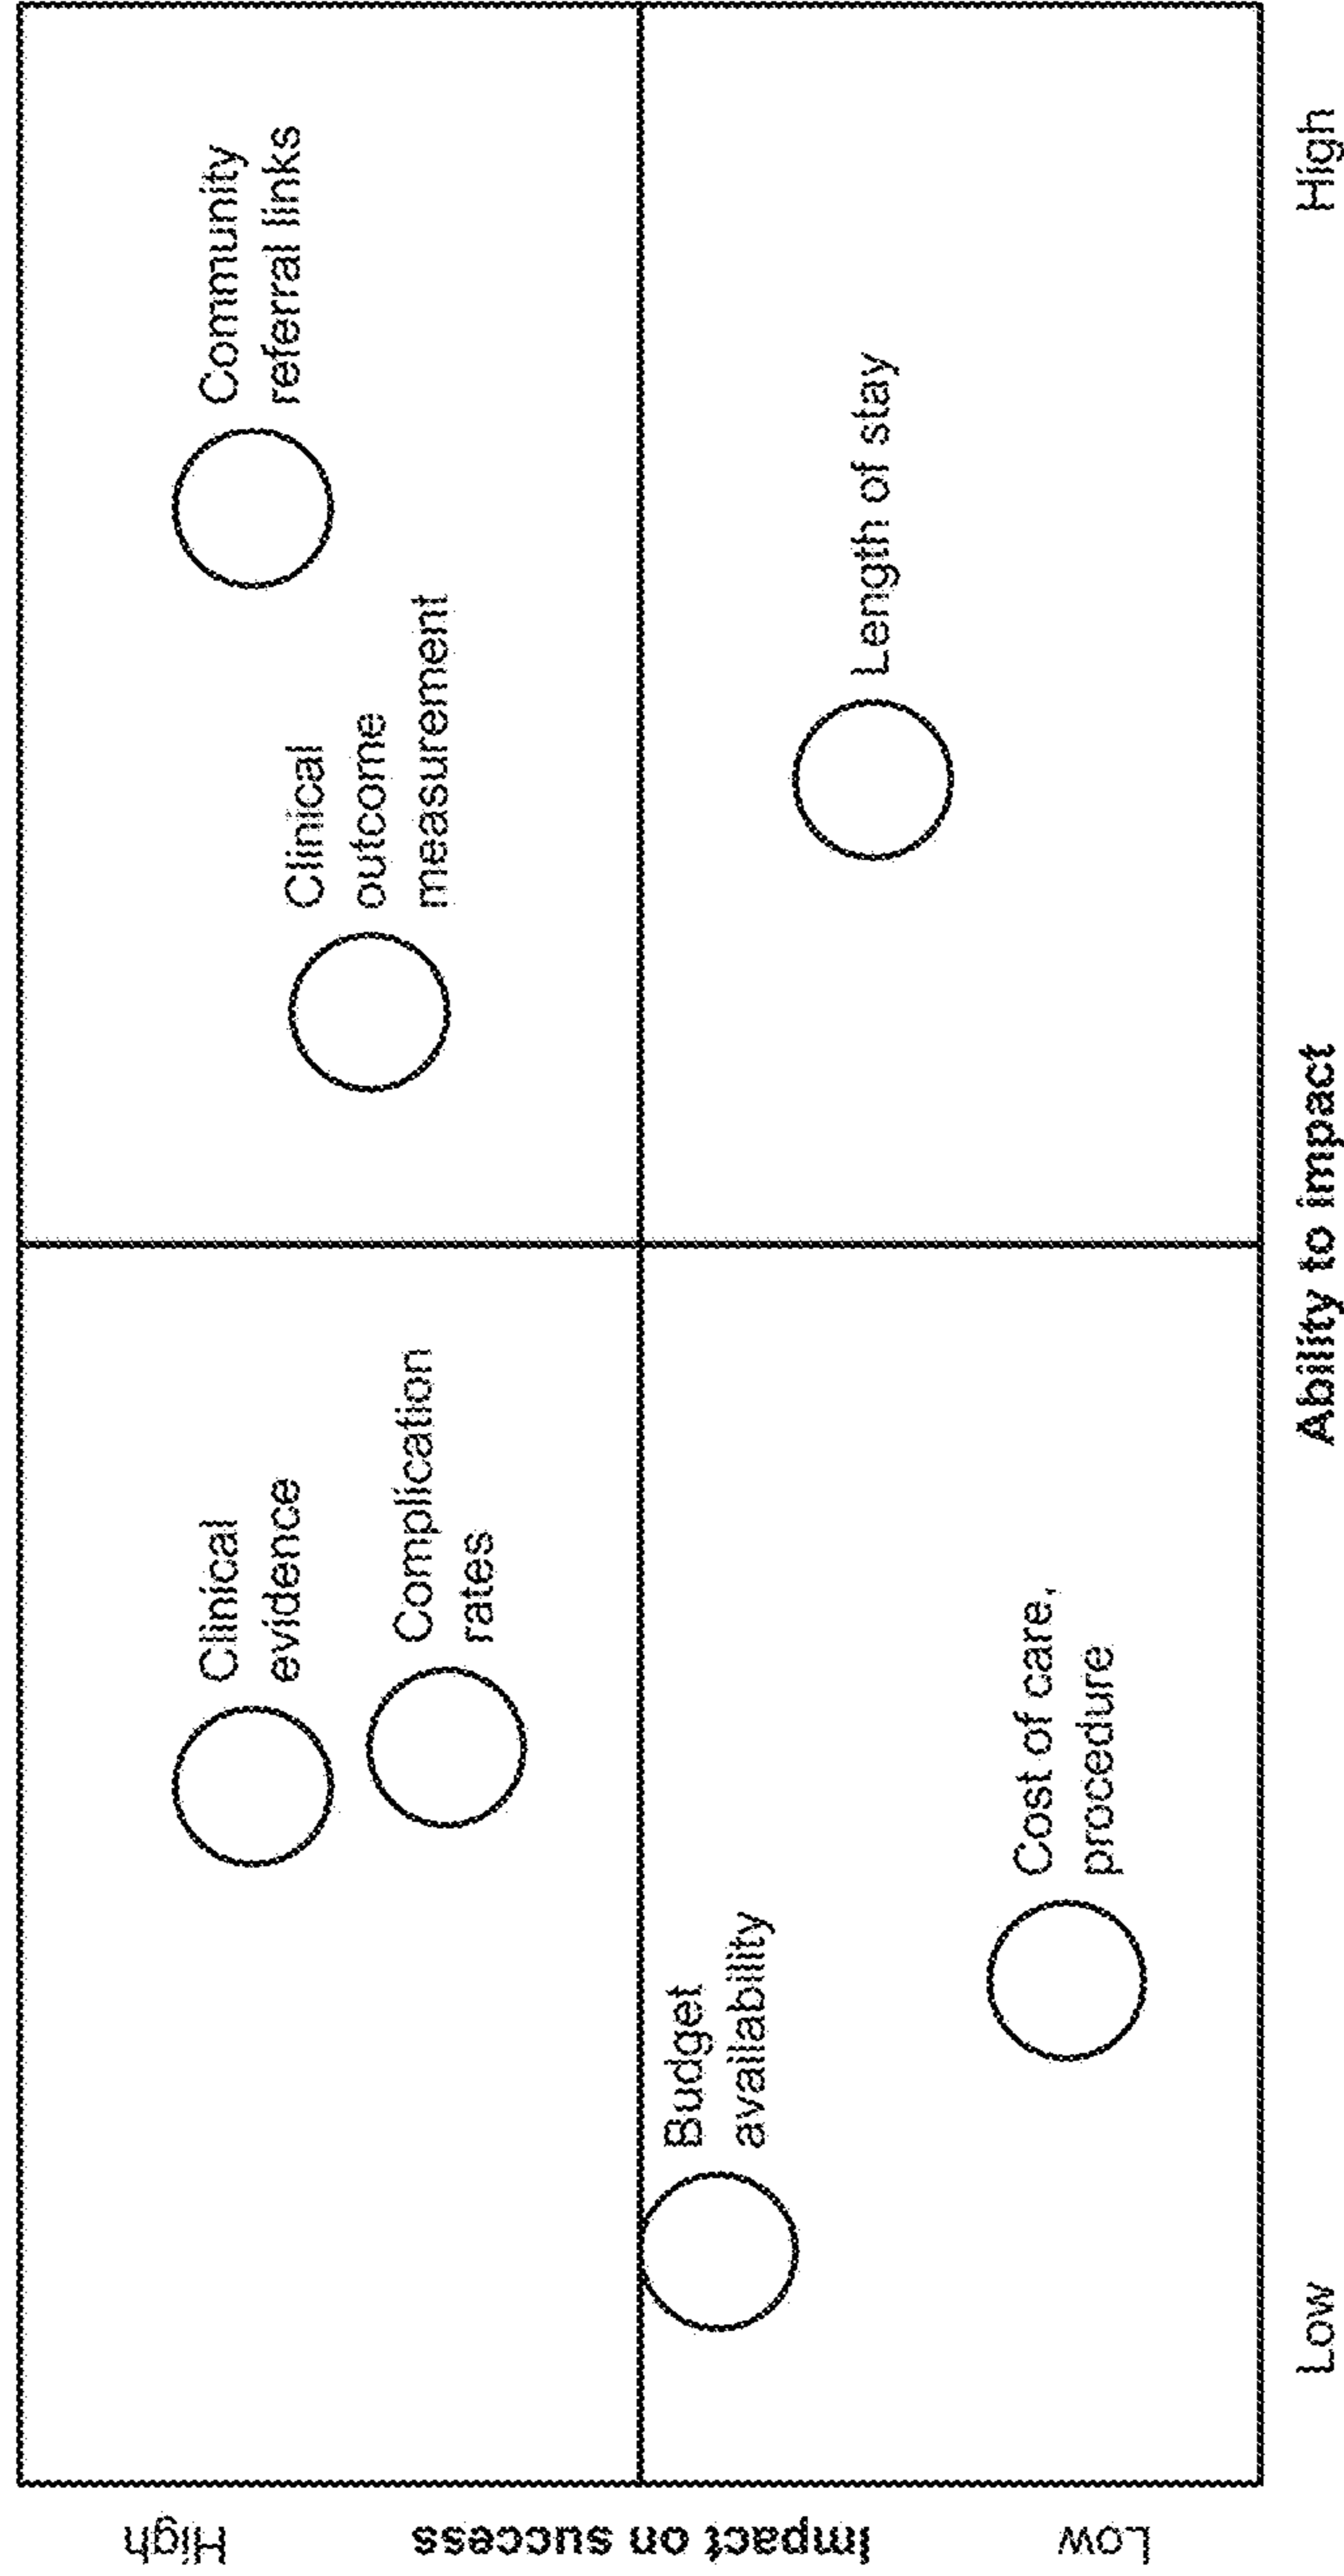 High
Impact on success
Low
Clinical
evidence
Complication
rates
Community
referral links
Clinical
outcome
measurement
Budget
availability
Cost of care,
procedure
Length of stay
Low
Ability to impact
High